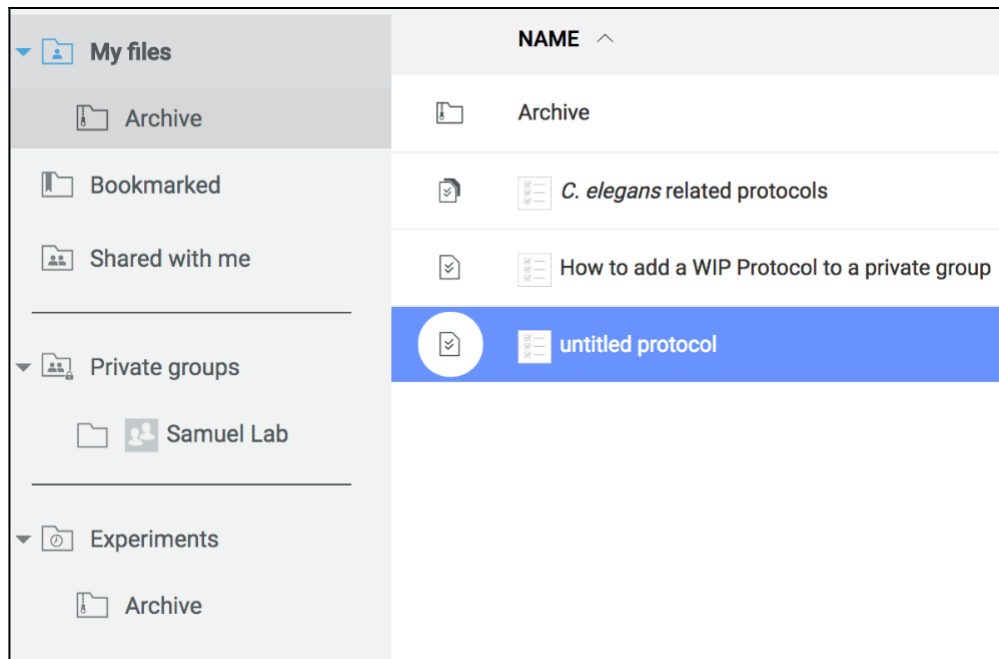 My files
Archive
Bookmarked
Shared with me
Private groups
Samuel Lab
Experiments
Archive
NAME
Archive
C. elegans related protocols
How to add a WIP Protocol to a private group
untitled protocol